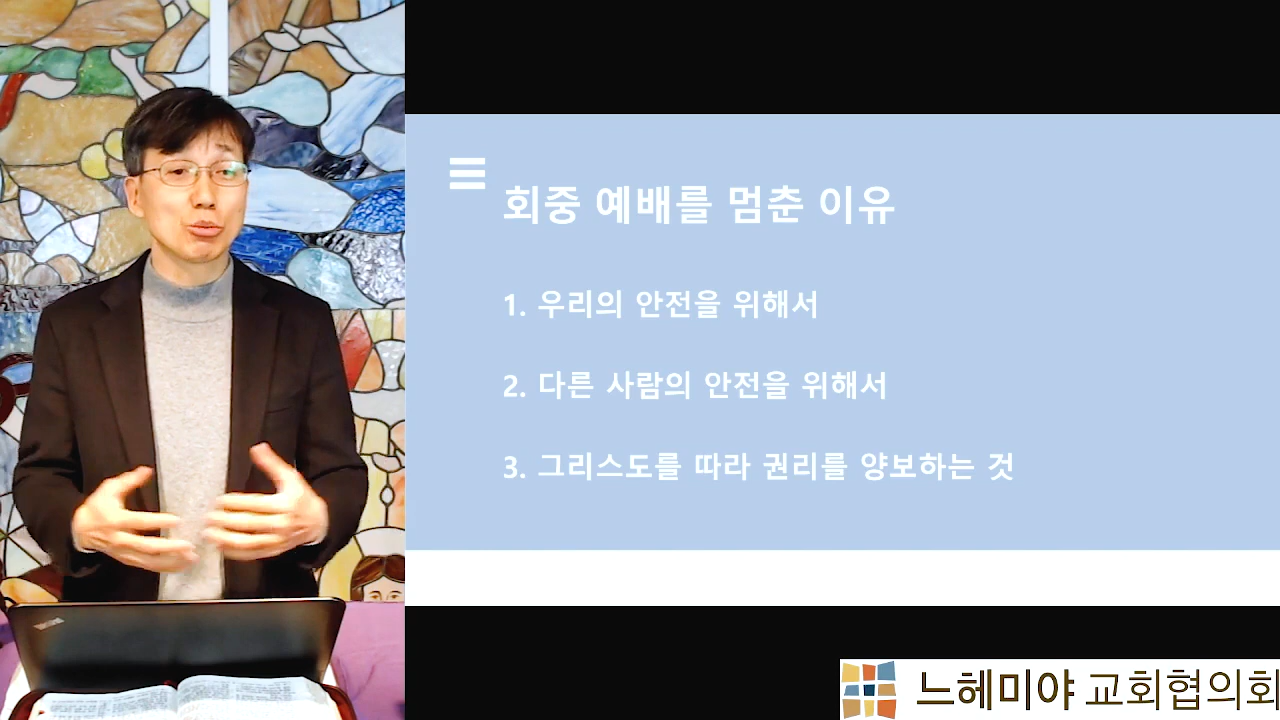 회중 예배를 멈춘 이유
1. 우리의 안전을 위해서
2. 다른 사람의 안전을 위해서
3. 그리스도를 따라 권리를 양보하는 것
느헤미야 교회협의회